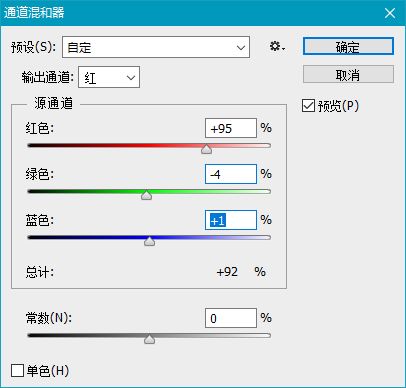 通道混和器
预设(S): 自定
确定
输出通道: 红
取消
预览(P)
源通道
红色: +95 %
绿色: -4 %
蓝色: +1 %
总计: +92 %
常数(N): 0 %
单色(H)